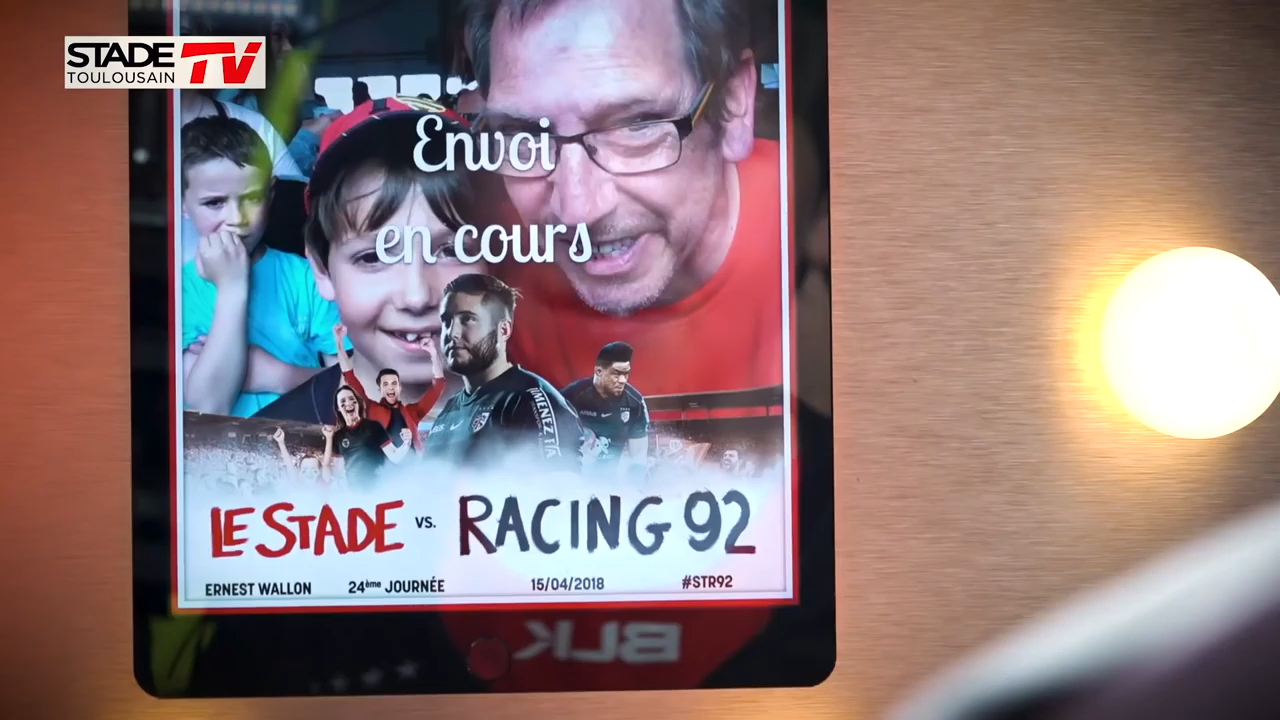 STADE TV
TOULOUSAIN
Envoi
en cours
LE STADE vs. RACING 92
ERNEST WALLON 24ème JOURNÉE 15/04/2018 #STR92
BLK